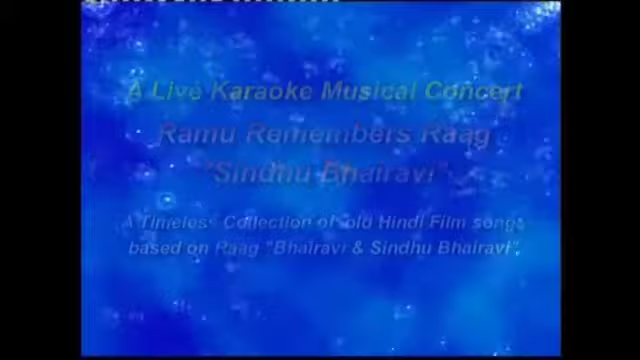 A Live Karaoke Musical Concert
Ramu Remembers Raag
"Sindhu Bhairavi"
A Timeless Collection of old Hindi Film songs
based on Raag "Bhairavi & Sindhu Bhairavi".